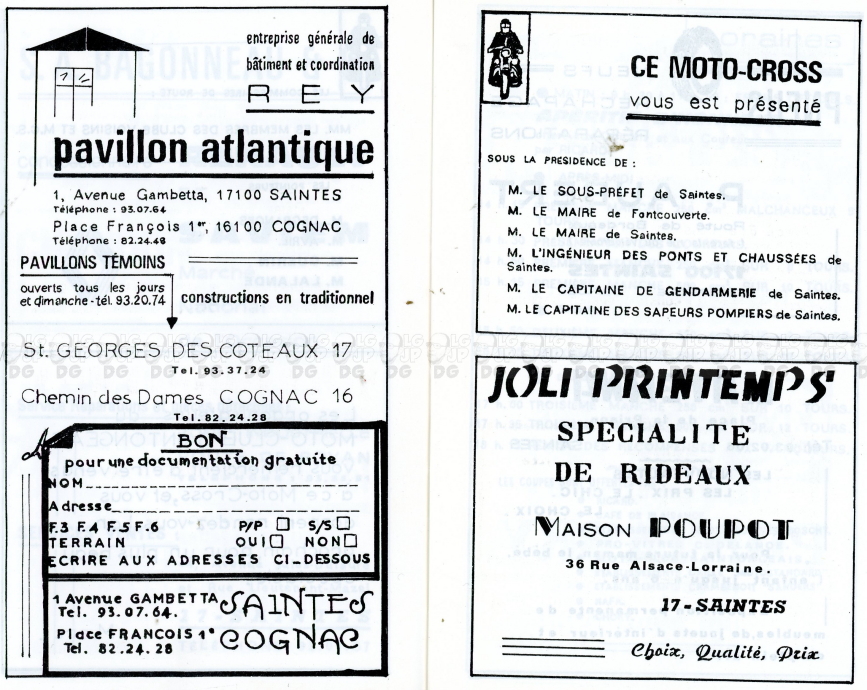 entreprise générale de
bâtiment et coordination
REY
pavillon atlantique
1, Avenue Gambetta, 17100 SAINTES
Téléphone : 93.07.64
Place François 1er, 16100 COGNAC
Téléphone : 82.24.48
PAVILLONS TÉMOINS
ouverts tous les jours
et dimanche - tél. 93.20.74
constructions en traditionnel
St. GEORGES DES COTEAUX 17
Tel. 93.37.24
Chemin des Dames COGNAC 16
Tel. 82.24.28
BON
pour une documentation gratuite
NOM
Adresse
F.3 F.4 F.5 F.6 P/P S/S
TERRAIN OUI NON
ECRIRE AUX ADRESSES CI-DESSOUS
1 Avenue GAMBETTA SAINTES
Tel. 93.07.64.
Place FRANCOIS 1° COGNAC
Tel. 82.24.28
CE MOTO-CROSS
vous est présenté
SOUS LA PRESIDENCE DE :
M. LE SOUS-PRÉFET de Saintes.
M. LE MAIRE de Fontcouverte.
M. LE MAIRE de Saintes.
M. L'INGÉNIEUR DES PONTS ET CHAUSSÉES de
Saintes.
M. LE CAPITAINE DE GENDARMERIE de Saintes.
M. LE CAPITAINE DES SAPEURS POMPIERS de Saintes.
JOLI PRINTEMPS
SPECIALITE
DE RIDEAUX
MAISON POUPOT
36 Rue Alsace-Lorraine.
17-SAINTES
Choix, Qualité, Prix